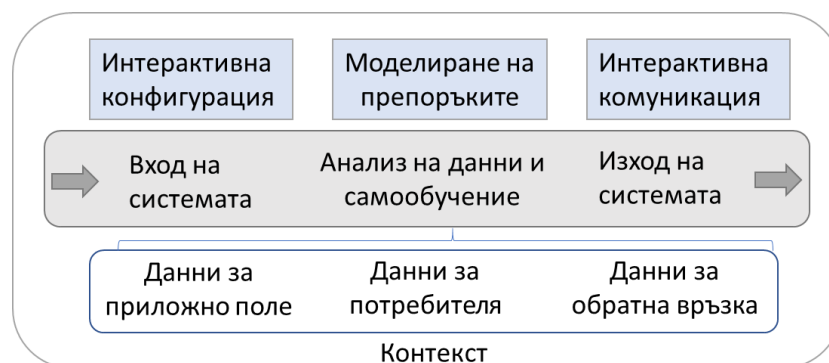 Интерактивна
конфигурация
Моделиране на
препоръките
Интерактивна
комуникация
Вход на
системата
Анализ на данни и
самообучение
Изход на
системата
Данни за
приложно поле
Данни за
потребителя
Данни за
обратна връзка
Контекст